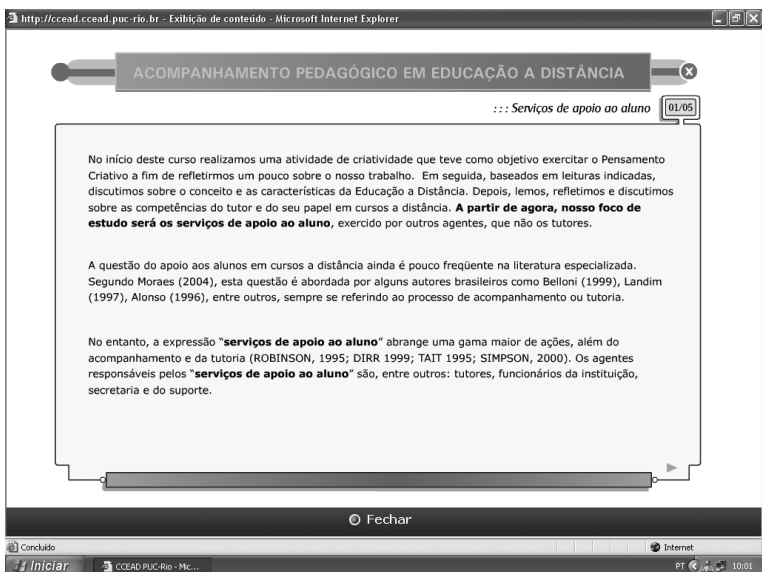 http://ccead.ccead.puc-rio.br - Exibição de conteúdo - Microsoft Internet Explorer
ACOMPANHAMENTO PEDAGÓGICO EM EDUCAÇÃO A DISTÂNCIA
X
::: Serviços de apoio ao aluno
01/05
No início deste curso realizamos uma atividade de criatividade que teve como objetivo exercitar o Pensamento
Criativo a fim de refletirmos um pouco sobre o nosso trabalho. Em seguida, baseados em leituras indicadas,
discutimos sobre o conceito e as características da Educação a Distância. Depois, lemos, refletimos e discutimos
sobre as competências do tutor e do seu papel em cursos a distância. A partir de agora, nosso foco de
estudo será os serviços de apoio ao aluno, exercido por outros agentes, que não os tutores.
A questão do apoio aos alunos em cursos a distância ainda é pouco freqüente na literatura especializada.
Segundo Moraes (2004), esta questão é abordada por alguns autores brasileiros como Belloni (1999), Landim
(1997), Alonso (1996), entre outros, sempre se referindo ao processo de acompanhamento ou tutoria.
No entanto, a expressão "serviços de apoio ao aluno" abrange uma gama maior de ações, além do
acompanhamento e da tutoria (ROBINSON, 1995; DIRR 1999; TAIT 1995; SIMPSON, 2000). Os agentes
responsáveis pelos "serviços de apoio ao aluno" são, entre outros: tutores, funcionários da instituição,
secretaria e do suporte.
Fechar
Concluído
Internet
Iniciar
CCEAD PUC-Rio - Mic...
PT
10:01